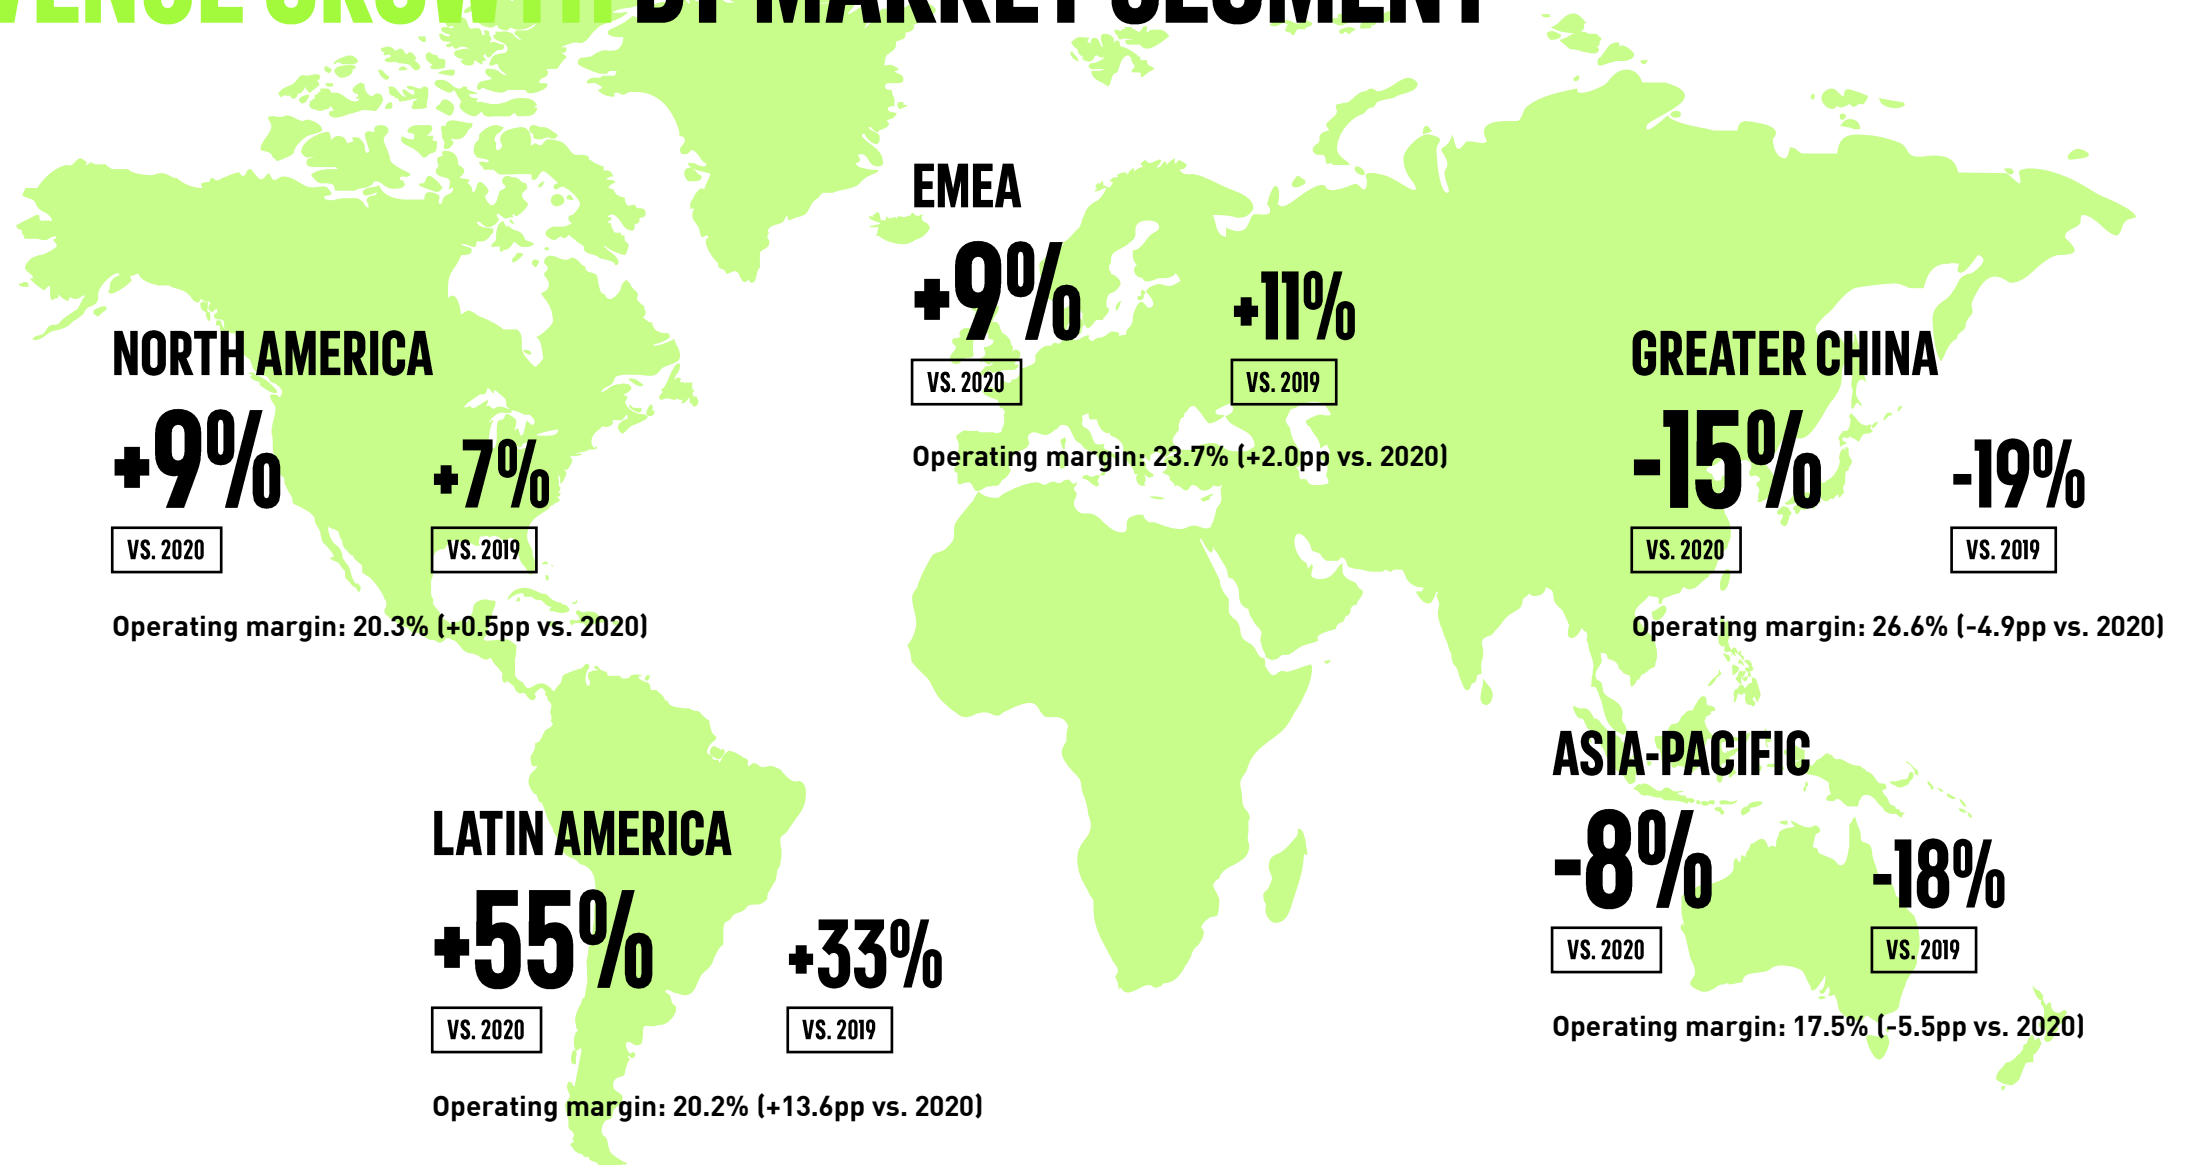 GROWTH BY MARKET SEGMENT
EMEA
+9% +11%
VS. 2020 VS. 2019
Operating margin: 23.7% (+2.0pp vs. 2020)
NORTH AMERICA
+9% +7%
VS. 2020 VS. 2019
Operating margin: 20.3% (+0.5pp vs. 2020)
GREATER CHINA
-15% -19%
VS. 2020 VS. 2019
Operating margin: 26.6% (-4.9pp vs. 2020)
LATIN AMERICA
+55% +33%
VS. 2020 VS. 2019
Operating margin: 20.2% (+13.6pp vs. 2020)
ASIA-PACIFIC
-8% -18%
VS. 2020 VS. 2019
Operating margin: 17.5% (-5.5pp vs. 2020)